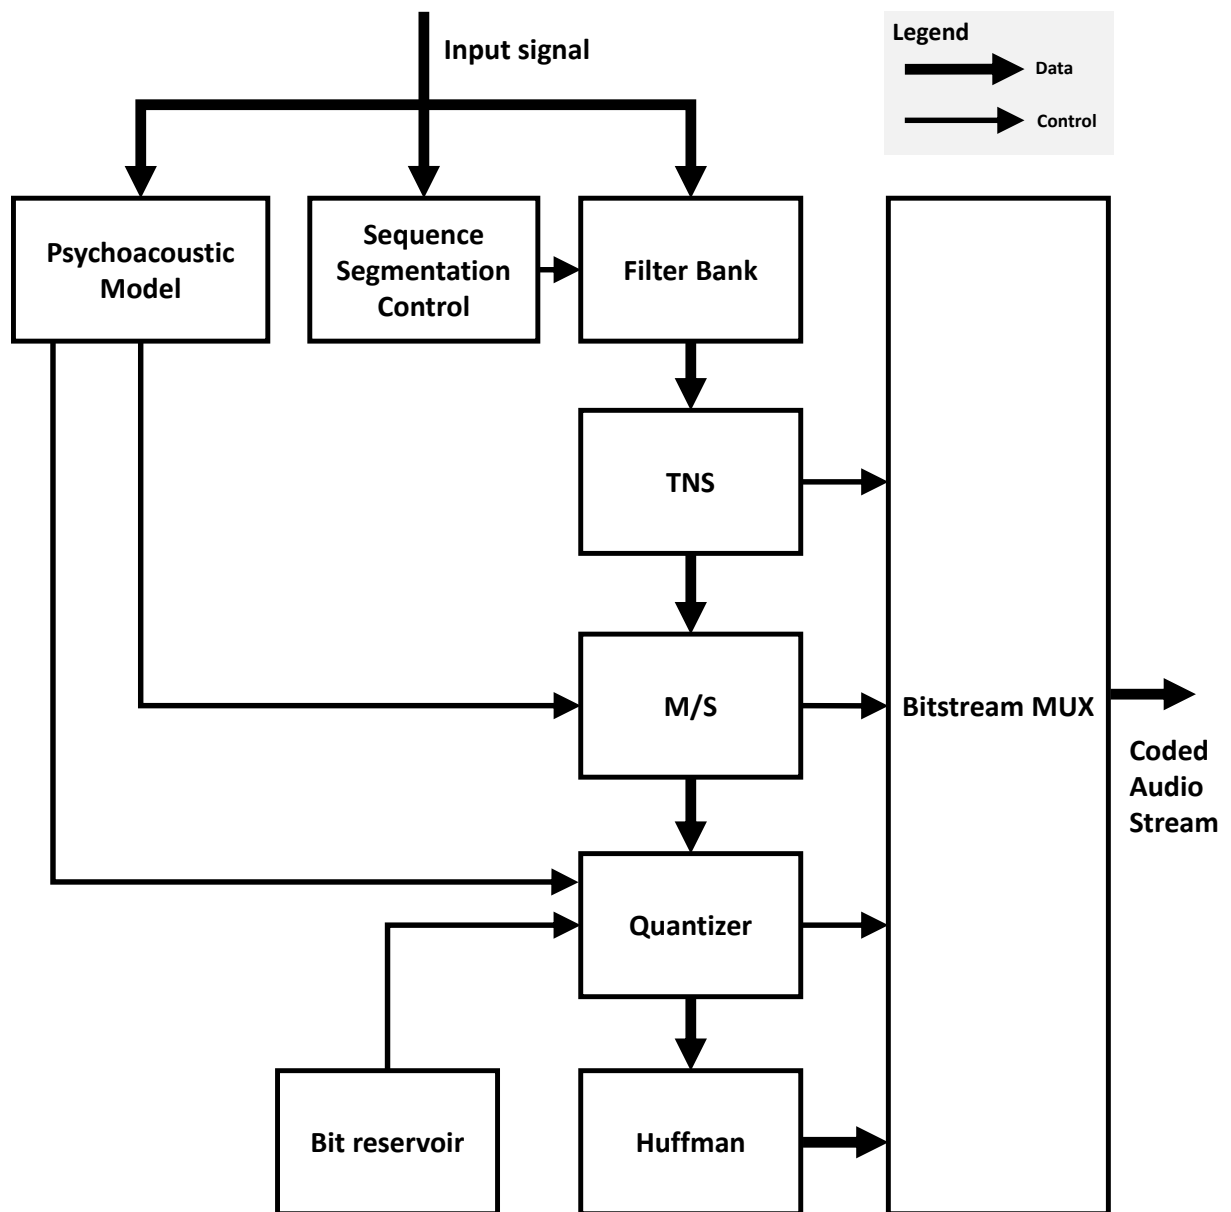 Input signal
Legend
Data
Control
Psychoacoustic
Model
Sequence
Segmentation
Control
Filter Bank
TNS
M/S
Bitstream MUX
Coded
Audio
Stream
Quantizer
Bit reservoir
Huffman